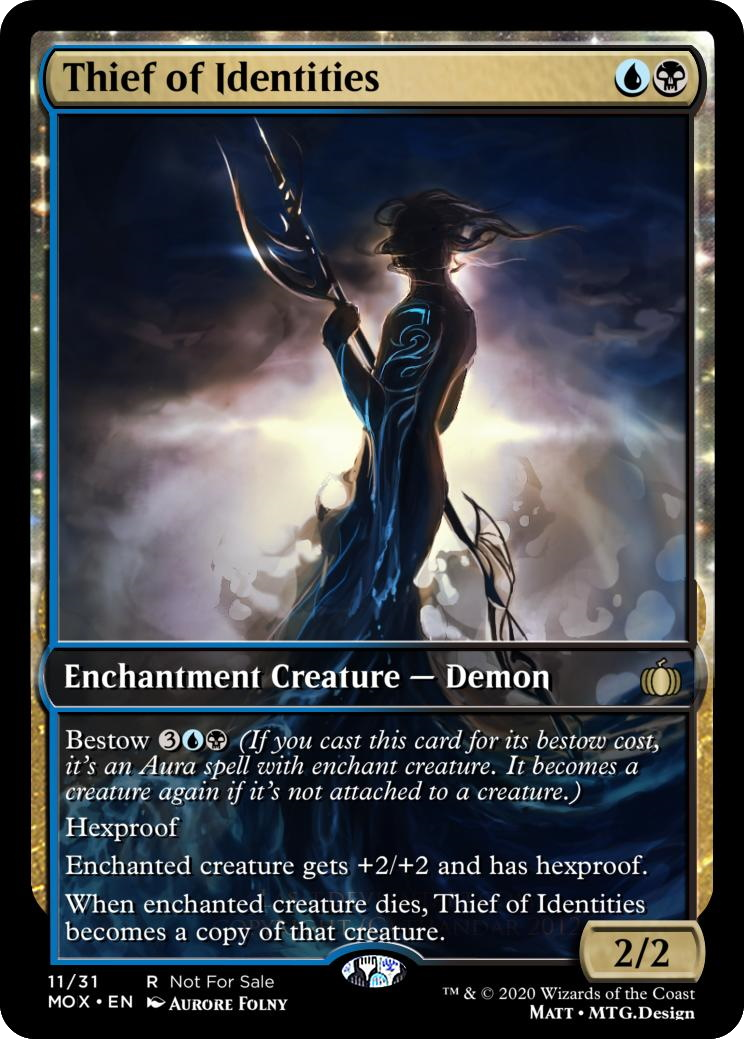 Thief of Identities
Enchantment Creature — Demon
Bestow 3 (If you cast this card for its bestow cost,
it's an Aura spell with enchant creature. It becomes a
creature again if it's not attached to a creature.)
Hexproof
Enchanted creature gets +2/+2 and has hexproof.
When enchanted creature dies, Thief of Identities
becomes a copy of that creature.
2/2
11/31 R Not For Sale
MOX • EN Aurore Folny
™ & © 2020 Wizards of the Coast
Matt • MTG.Design